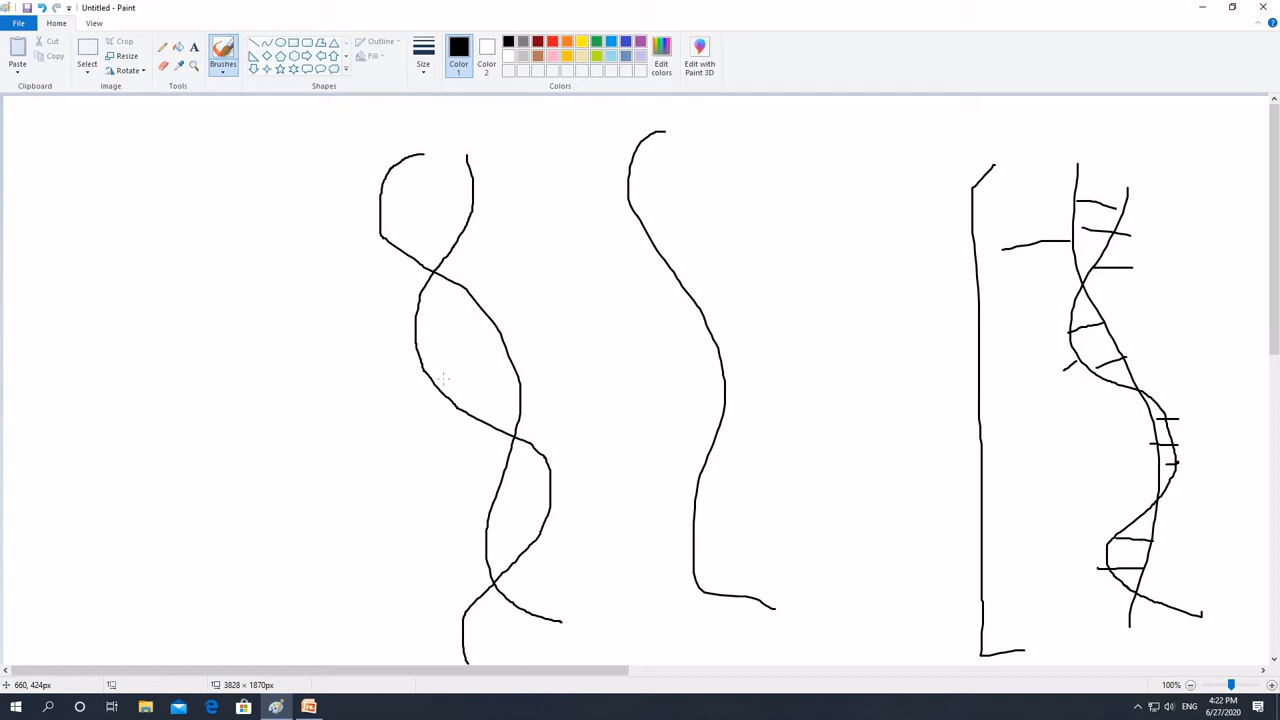 Untitled - Paint
File Home View
Paste Cut Copy Clipboard
Select Crop Resize Rotate Image
Tools
Brushes
Outline Fill Shapes
Size
Color 1
Color 2
Edit colors
Edit with Paint 3D
Colors
660, 424px
3828 × 1870px
100%
ENG
4:22 PM
6/27/2020